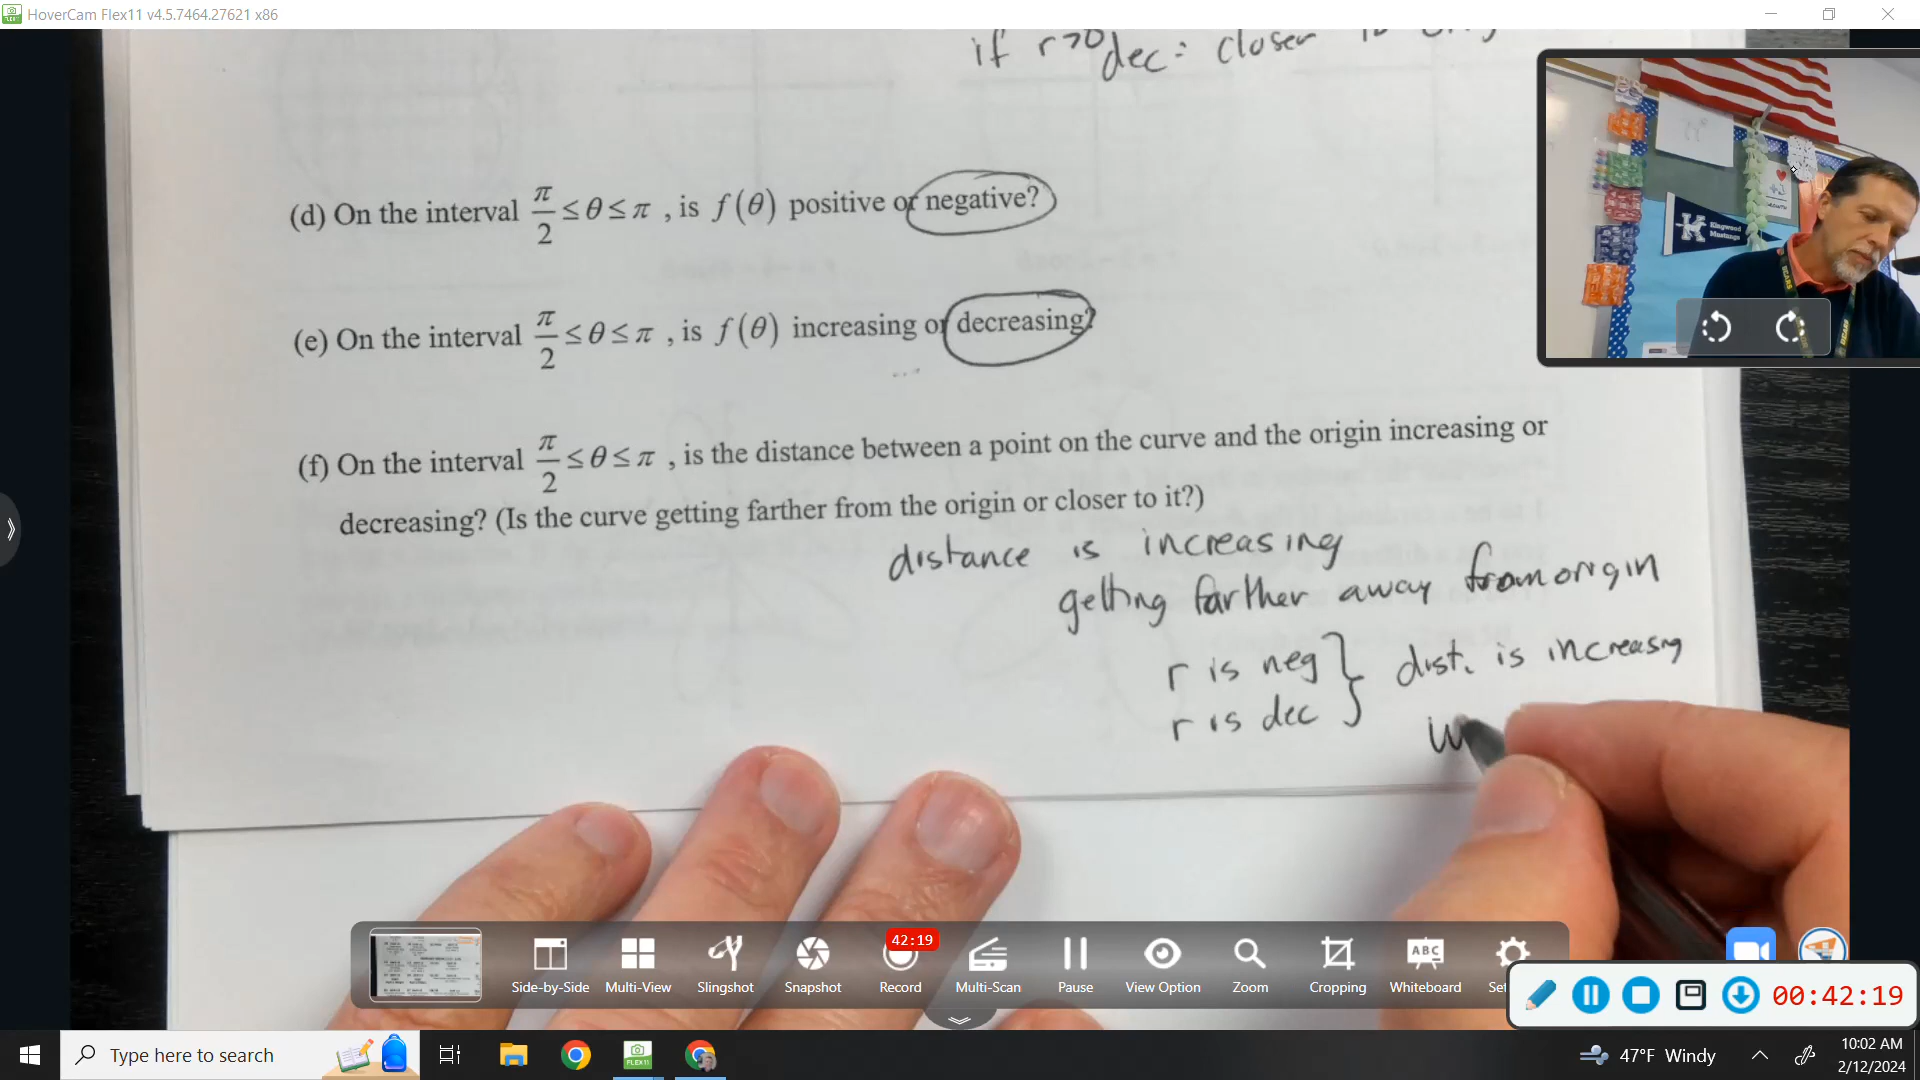 HoverCam Flex11 v4.5.7464.27621 x86
if r>0 dec = closer
(d) On the interval π/2 ≤ θ ≤ π , is f(θ) positive or negative?
(e) On the interval π/2 ≤ θ ≤ π , is f(θ) increasing or decreasing?
(f) On the interval π/2 ≤ θ ≤ π , is the distance between a point on the curve and the origin increasing or
decreasing? (Is the curve getting farther from the origin or closer to it?)
distance is increasing
getting farther away from origin
r is neg } dist. is increasing
r is dec
Kingwood
Mustangs
K
42:19
Side-by-Side Multi-View Slingshot Snapshot Record Multi-Scan Pause View Option Zoom Cropping Whiteboard
ABC
00:42:19
Type here to search
FLEX11
47°F Windy
10:02 AM
2/12/2024